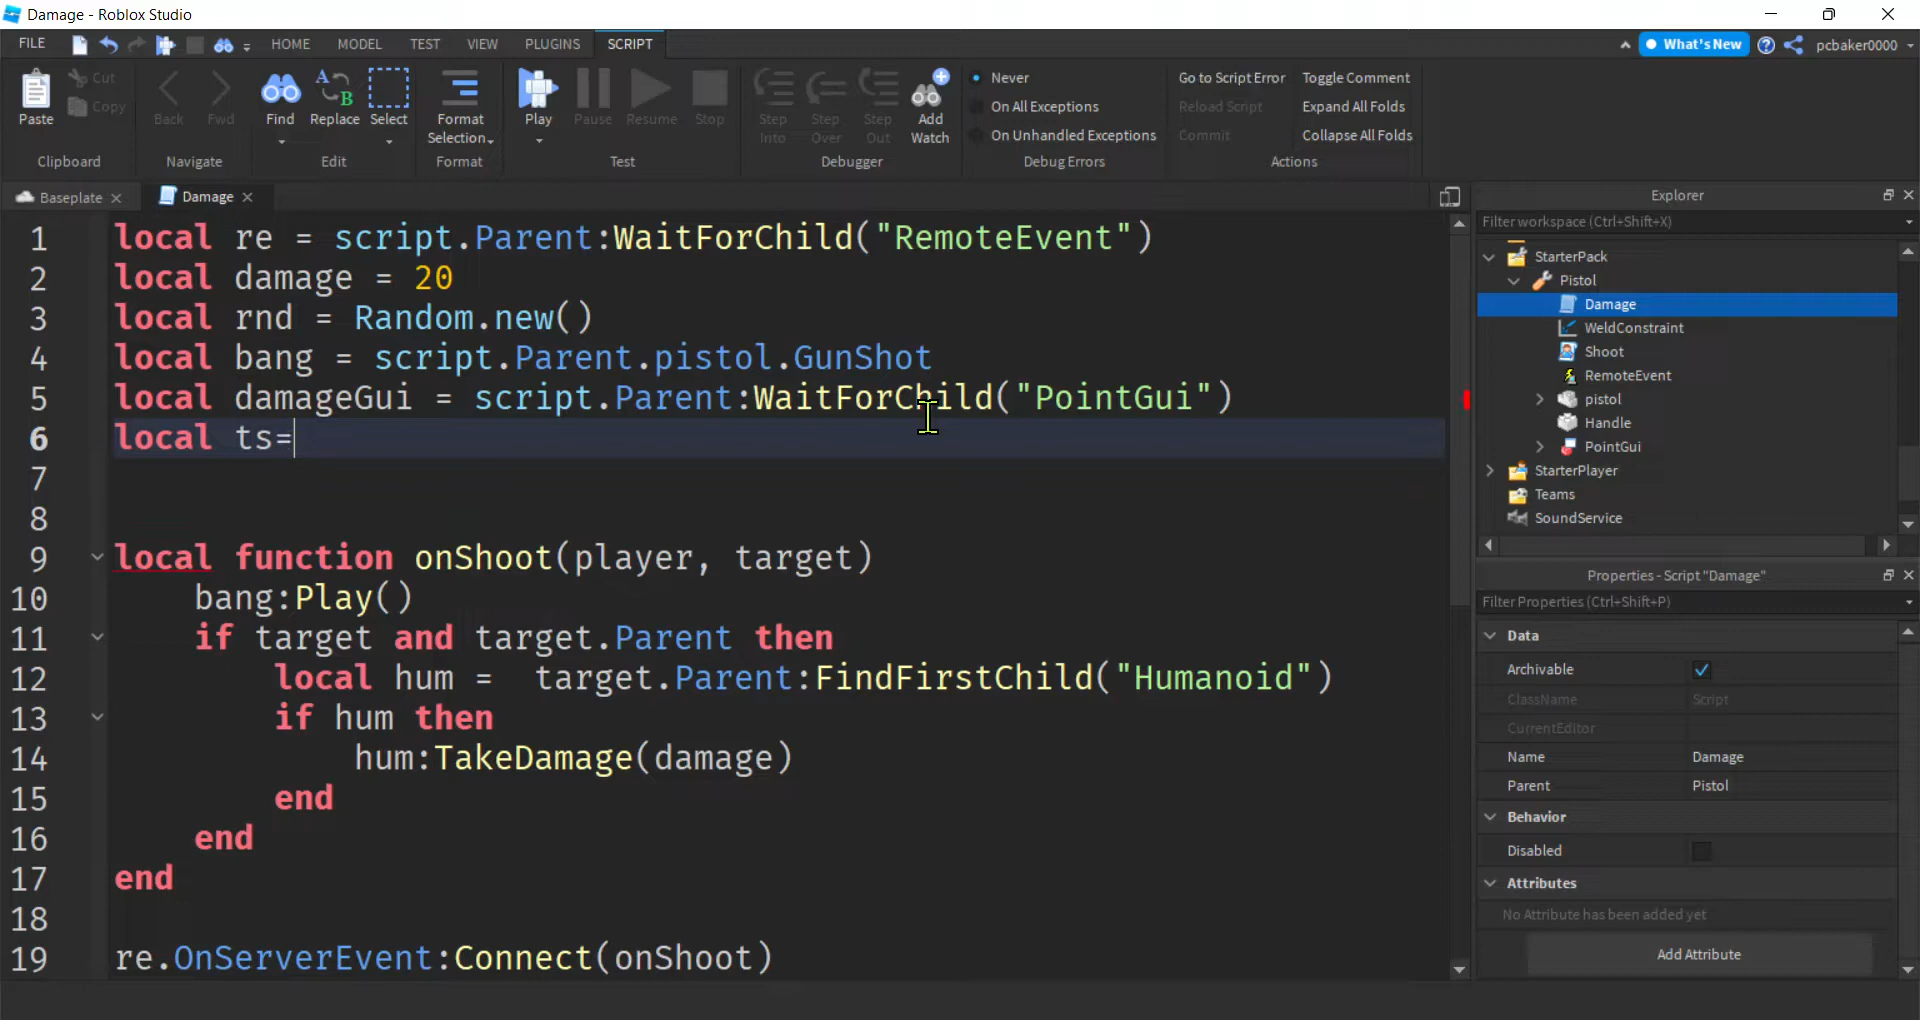 Damage - Roblox Studio
FILE HOME MODEL TEST VIEW PLUGINS SCRIPT What's New pcbaker0000
Paste Cut Copy Back Fwd Find Replace Select Format Selection Play Pause Resume Stop Step Into Step Over Step Out Add Watch
Never
On All Exceptions
On Unhandled Exceptions
Go to Script Error Toggle Comment
Reload Script Expand All Folds
Commit Collapse All Folds
Clipboard Navigate Edit Format Test Debugger Debug Errors Actions
Baseplate Damage
1 local re = script.Parent:WaitForChild("RemoteEvent")
2 local damage = 20
3 local rnd = Random.new()
4 local bang = script.Parent.pistol.GunShot
5 local damageGui = script.Parent:WaitForChild("PointGui")
6 local ts=
7
8
9 local function onShoot(player, target)
10 bang:Play()
11 if target and target.Parent then
12 local hum =  target.Parent:FindFirstChild("Humanoid")
13 if hum then
14 hum:TakeDamage(damage)
15 end
16 end
17 end
18
19 re.OnServerEvent:Connect(onShoot)
Explorer
Filter workspace (Ctrl+Shift+X)
StarterPack
Pistol
Damage
WeldConstraint
Shoot
RemoteEvent
pistol
Handle
PointGui
StarterPlayer
Teams
SoundService
Properties - Script "Damage"
Filter Properties (Ctrl+Shift+P)
Data
Archivable
ClassName Script
CurrentEditor
Name Damage
Parent Pistol
Behavior
Disabled
Attributes
No Attribute has been added yet
Add Attribute